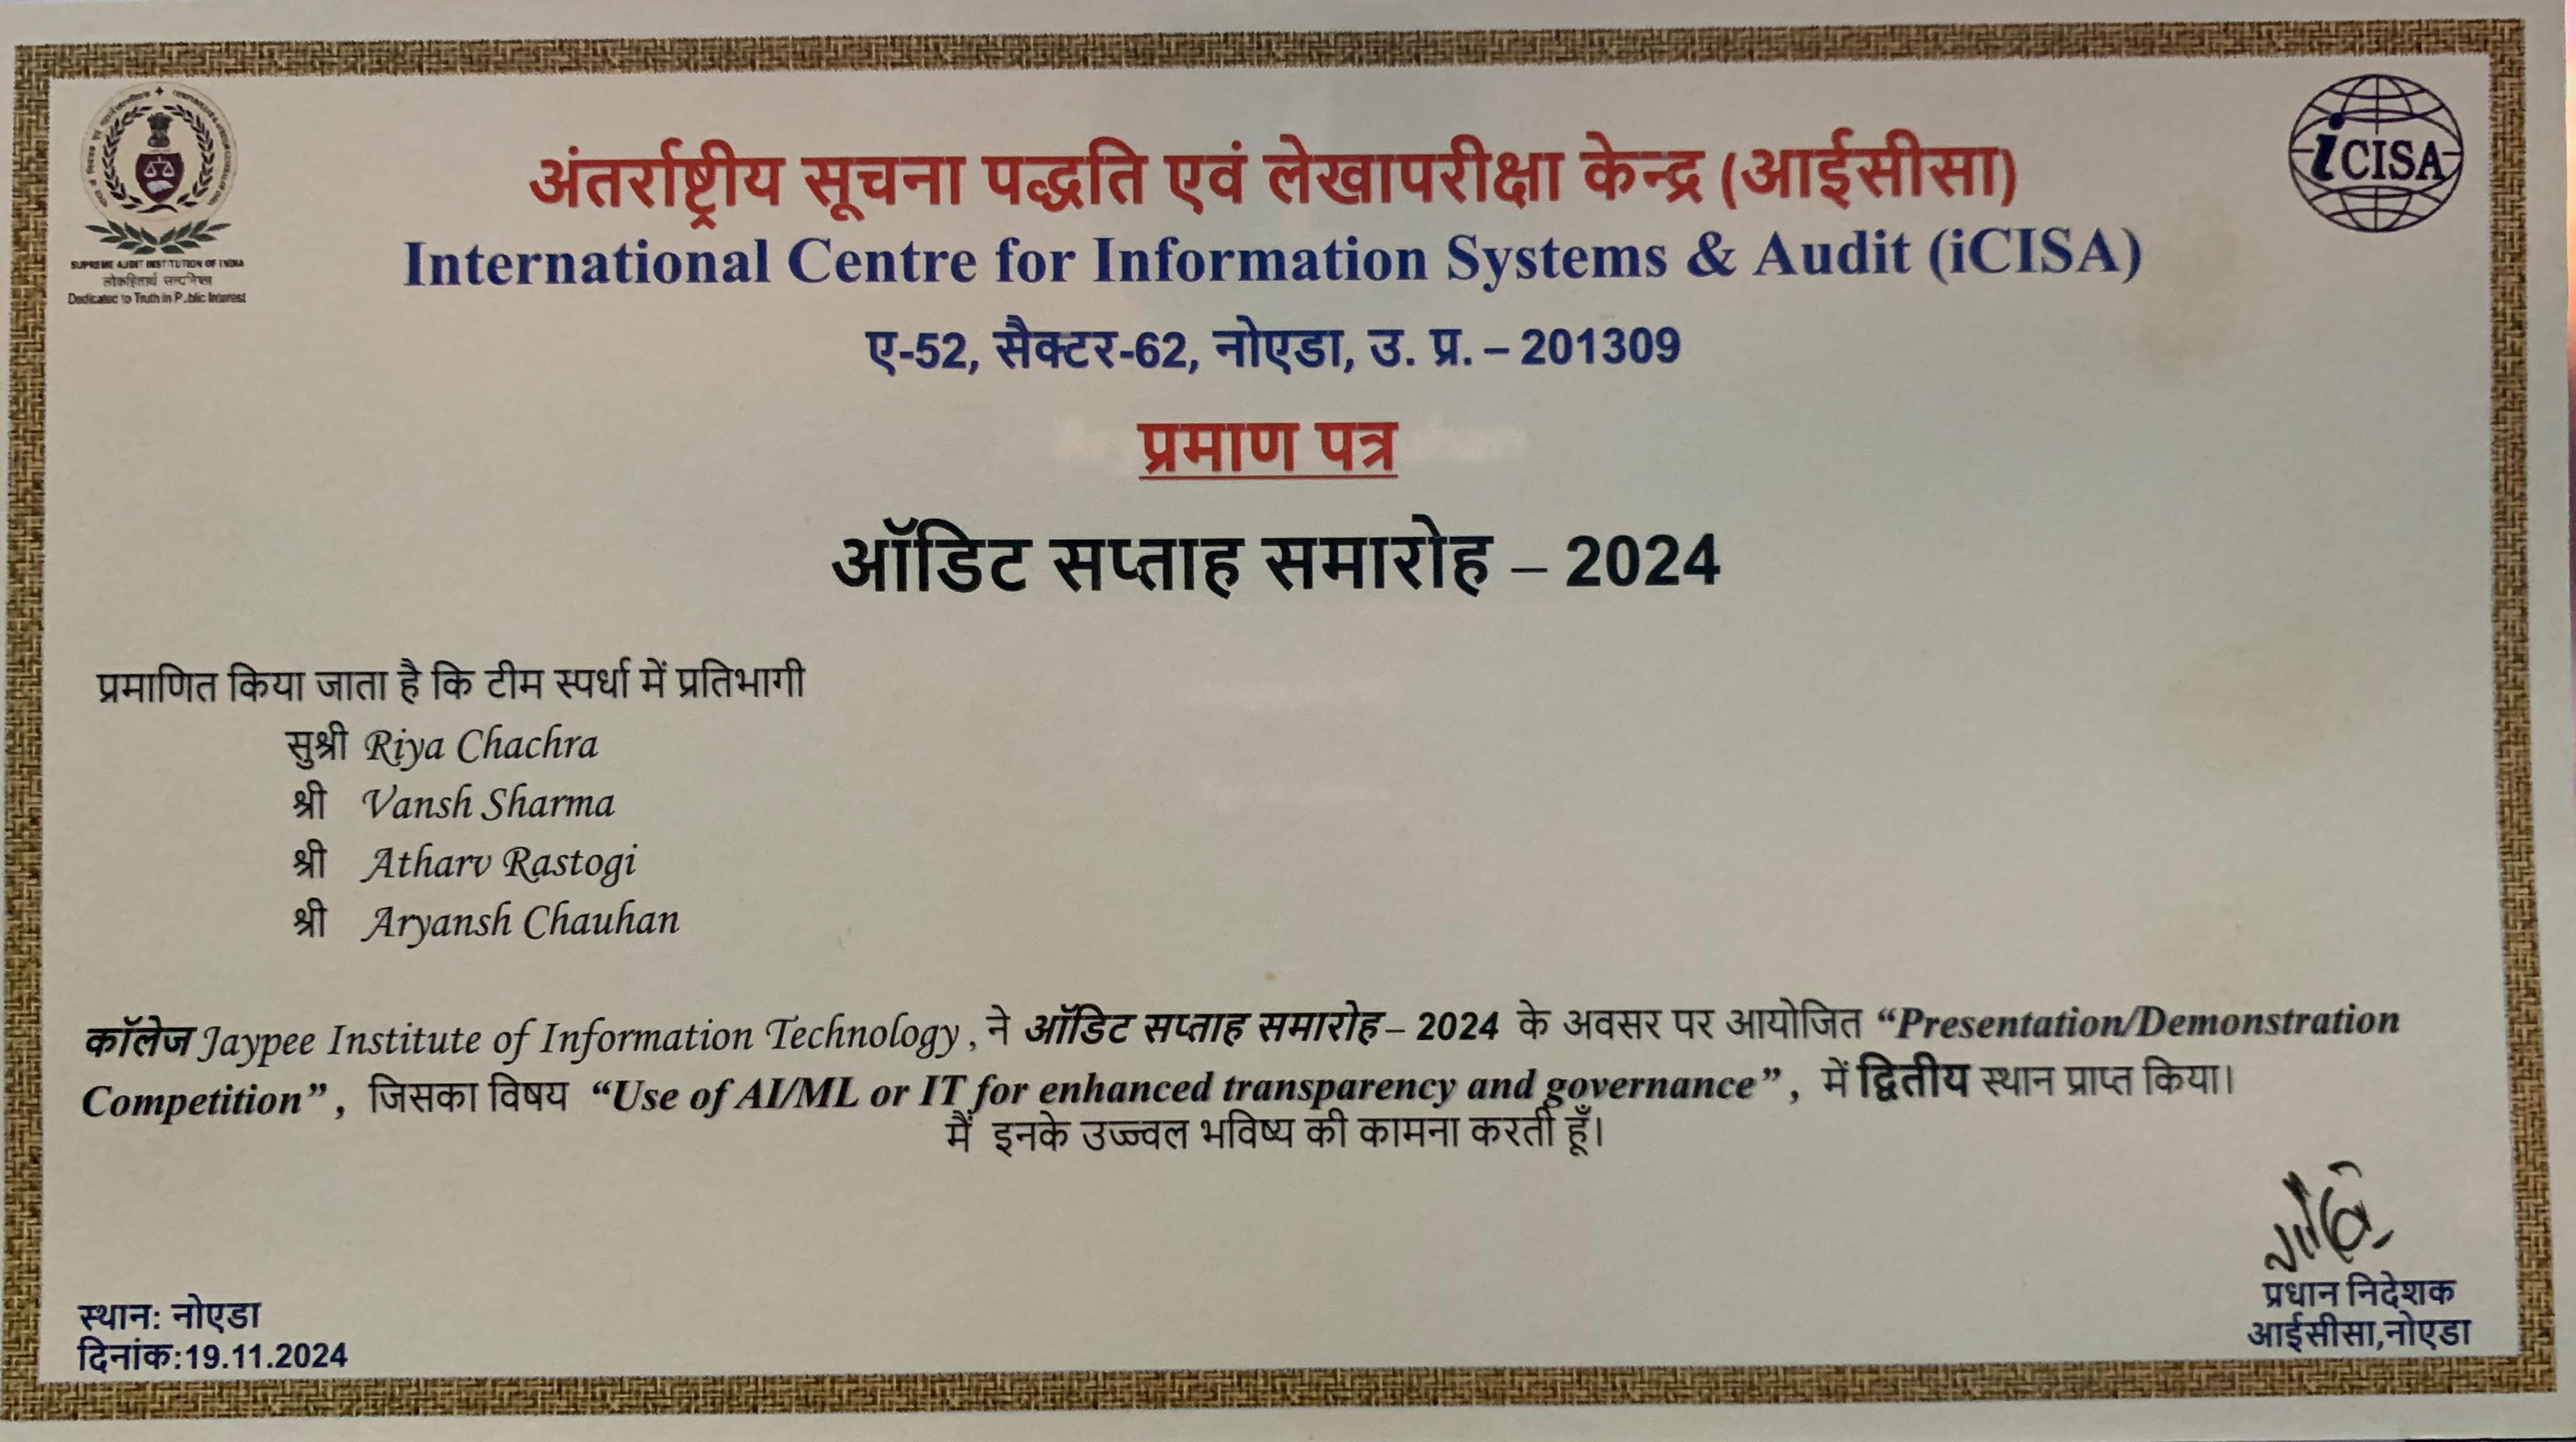 SUPREME AUDIT INSTITUTION OF INDIA
लोकहितार्थ सत्यनिष्ठा
Dedicated to Truth in Public Interest
iCISA
अंतर्राष्ट्रीय सूचना पद्धति एवं लेखापरीक्षा केन्द्र (आईसीसा)
International Centre for Information Systems & Audit (iCISA)
ए-52, सैक्टर-62, नोएडा, उ. प्र. – 201309
प्रमाण पत्र
ऑडिट सप्ताह समारोह – 2024
प्रमाणित किया जाता है कि टीम स्पर्धा में प्रतिभागी
सुश्री Riya Chachra
श्री Vansh Sharma
श्री Atharv Rastogi
श्री Aryansh Chauhan
कॉलेज Jaypee Institute of Information Technology, ने ऑडिट सप्ताह समारोह – 2024 के अवसर पर आयोजित “Presentation/Demonstration
Competition”, जिसका विषय “Use of AI/ML or IT for enhanced transparency and governance”, में द्वितीय स्थान प्राप्त किया।
मैं इनके उज्ज्वल भविष्य की कामना करती हूँ।
स्थान: नोएडा
दिनांक:19.11.2024
प्रधान निदेशक
आईसीसा,नोएडा